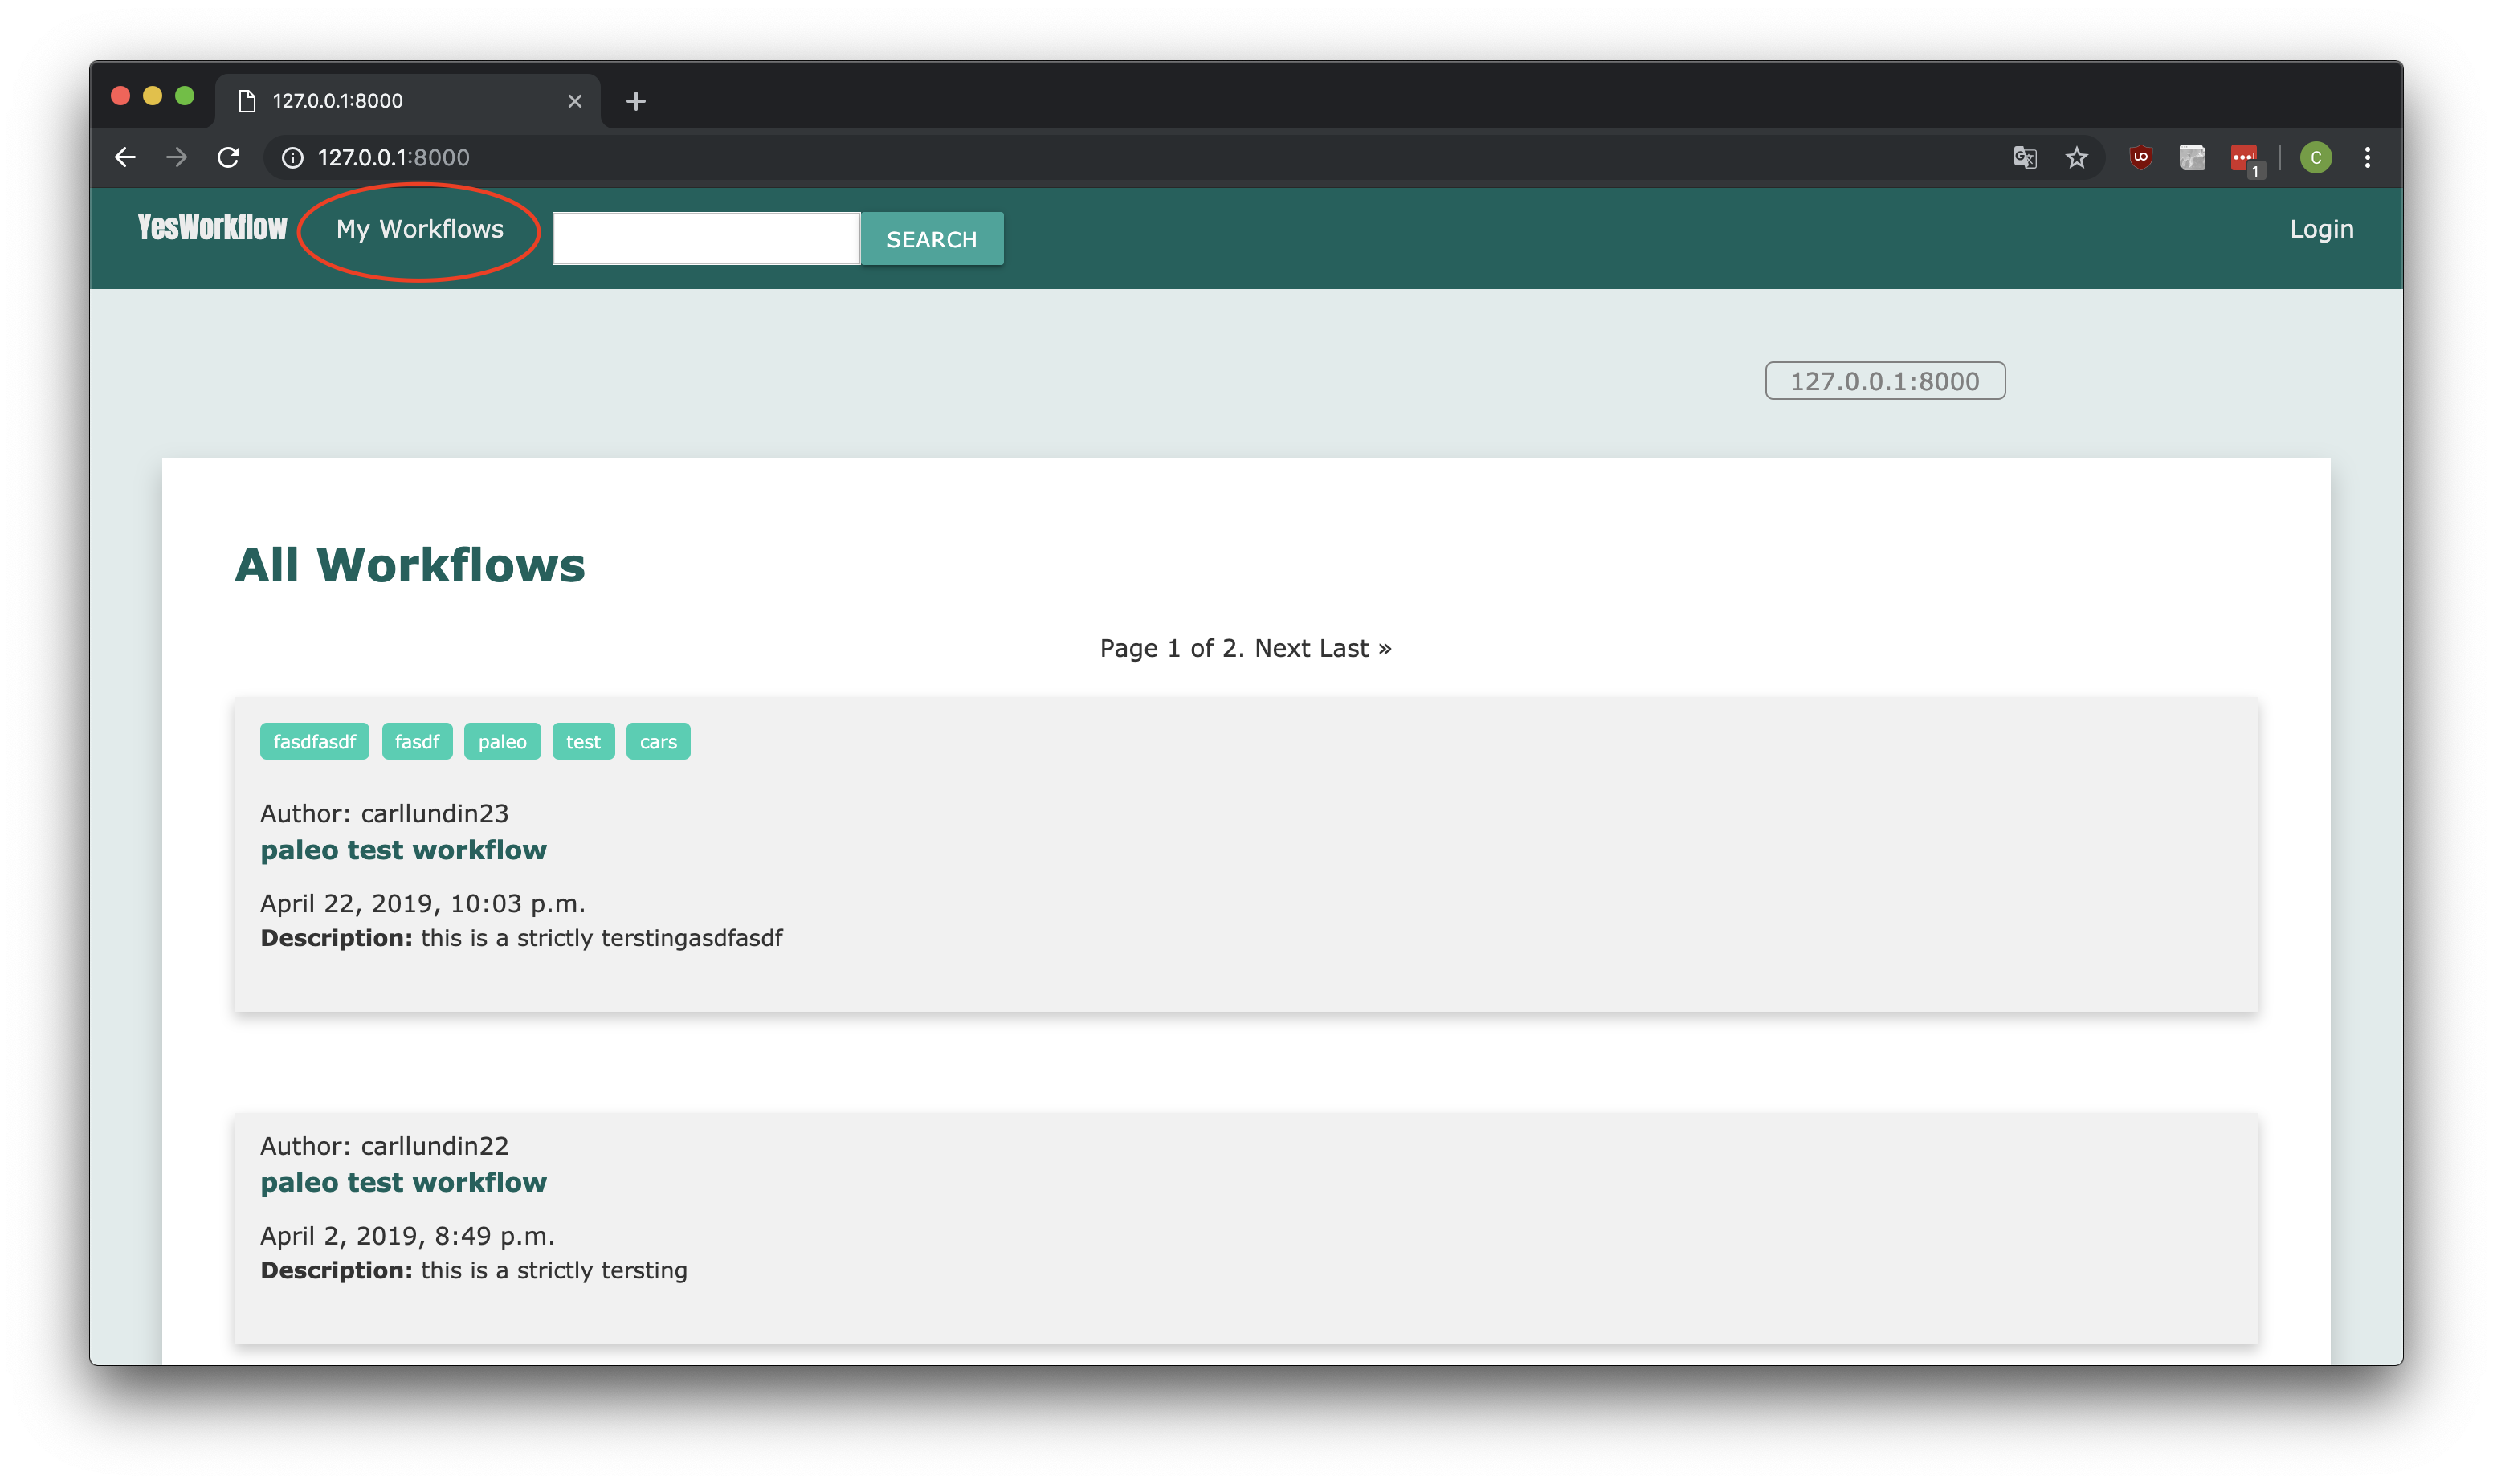 127.0.0.1:8000
127.0.0.1:8000
1
C
YesWorkflow My Workflows SEARCH Login
127.0.0.1:8000
All Workflows
Page 1 of 2. Next Last »
fasdfasdf fasdf paleo test cars
Author: carllundin23
paleo test workflow
April 22, 2019, 10:03 p.m.
Description: this is a strictly terstingasdfasdf
Author: carllundin22
paleo test workflow
April 2, 2019, 8:49 p.m.
Description: this is a strictly tersting